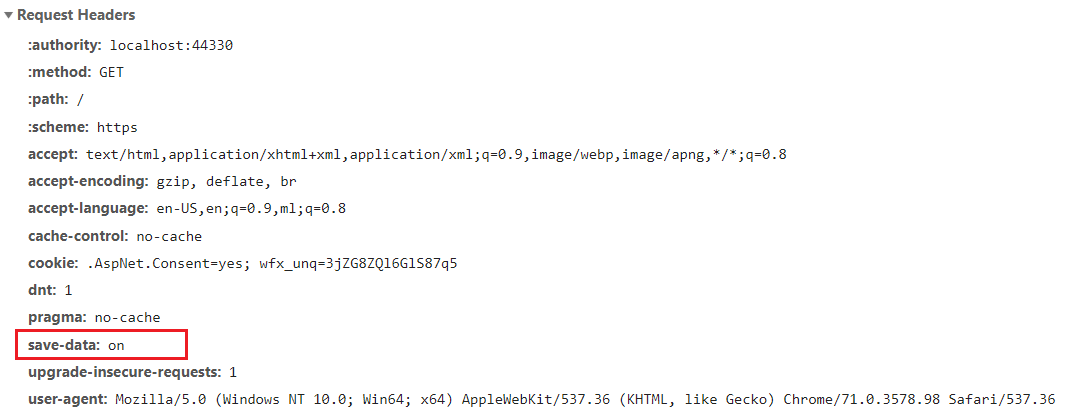 Request Headers
:authority: localhost:44330
:method: GET
:path: /
:scheme: https
accept: text/html,application/xhtml+xml,application/xml;q=0.9,image/webp,image/apng,*/*;q=0.8
accept-encoding: gzip, deflate, br
accept-language: en-US,en;q=0.9,ml;q=0.8
cache-control: no-cache
cookie: .AspNet.Consent=yes; wfx_unq=3jZG8ZQl6GlS87q5
dnt: 1
pragma: no-cache
save-data: on
upgrade-insecure-requests: 1
user-agent: Mozilla/5.0 (Windows NT 10.0; Win64; x64) AppleWebKit/537.36 (KHTML, like Gecko) Chrome/71.0.3578.98 Safari/537.36